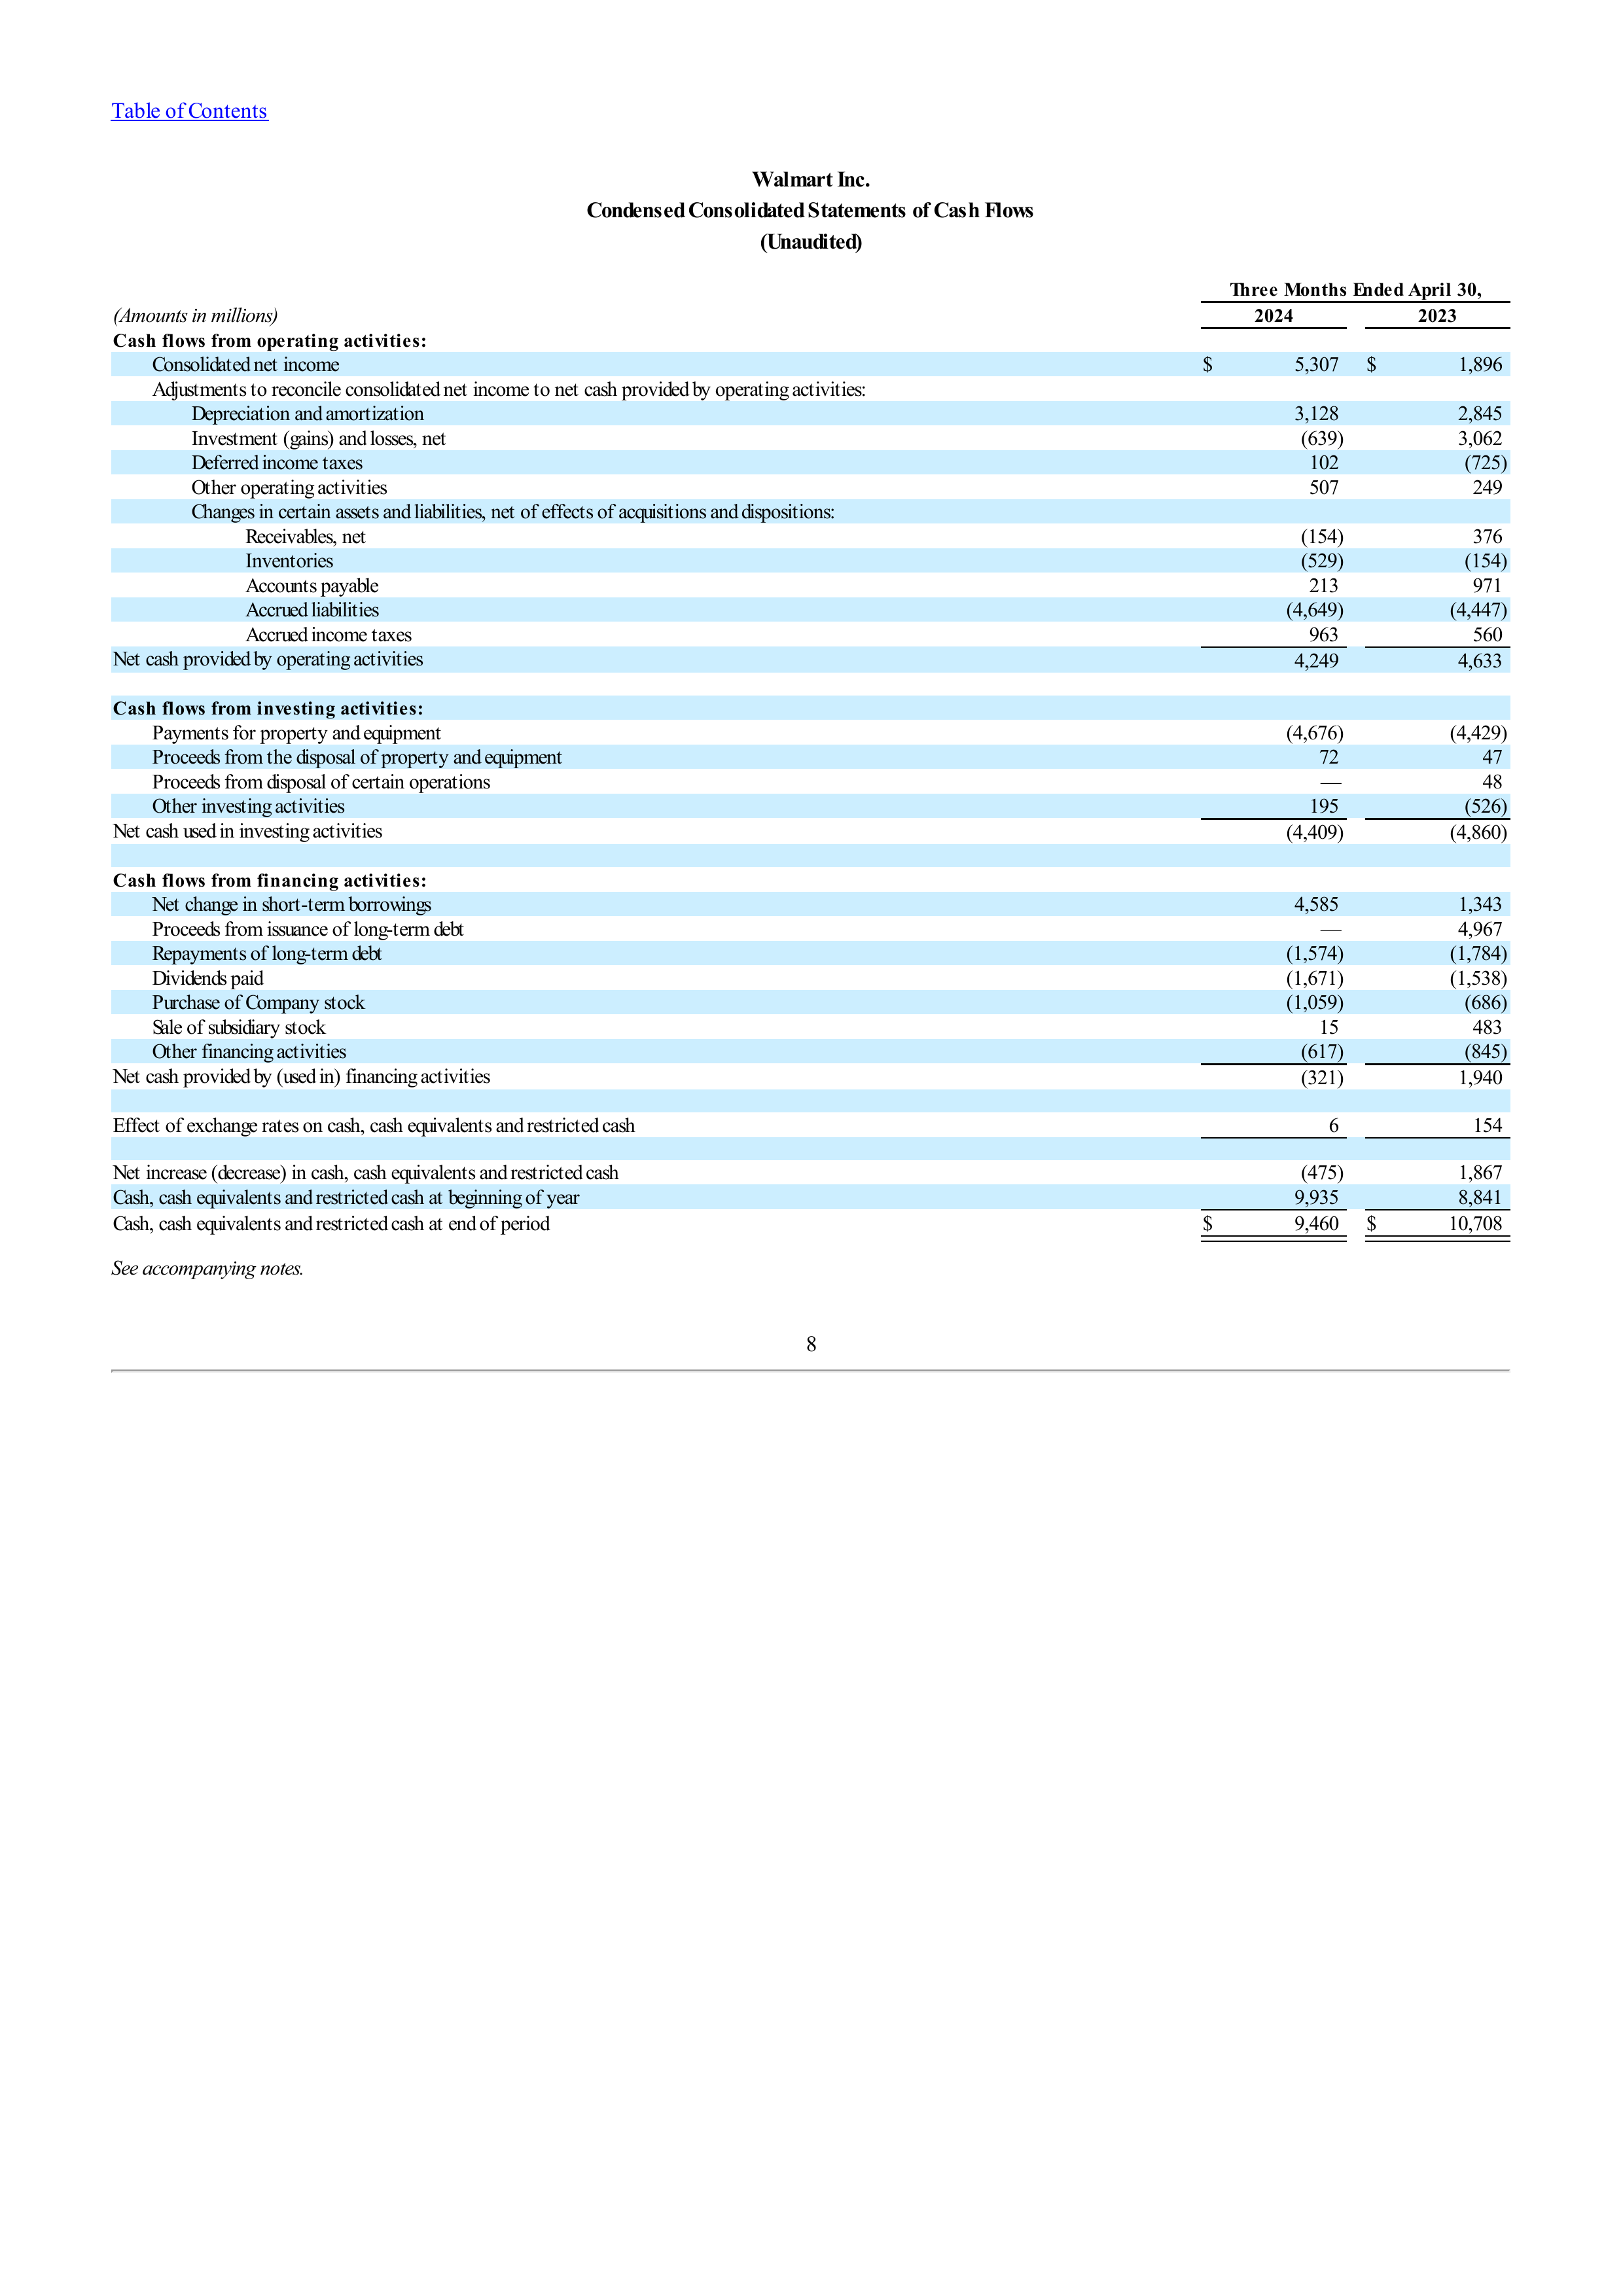 Table of Contents
Walmart Inc.
Condensed Consolidated Statements of Cash Flows
(Unaudited)
Three Months Ended April 30,
(Amounts in millions) 2024 2023
Cash flows from operating activities:
Consolidated net income $ 5,307 $ 1,896
Adjustments to reconcile consolidated net income to net cash provided by operating activities:
Depreciation and amortization 3,128 2,845
Investment (gains) and losses, net (639) 3,062
Deferred income taxes 102 (725)
Other operating activities 507 249
Changes in certain assets and liabilities, net of effects of acquisitions and dispositions:
Receivables, net (154) 376
Inventories (529) (154)
Accounts payable 213 971
Accrued liabilities (4,649) (4,447)
Accrued income taxes 963 560
Net cash provided by operating activities 4,249 4,633
Cash flows from investing activities:
Payments for property and equipment (4,676) (4,429)
Proceeds from the disposal of property and equipment 72 47
Proceeds from disposal of certain operations — 48
Other investing activities 195 (526)
Net cash used in investing activities (4,409) (4,860)
Cash flows from financing activities:
Net change in short-term borrowings 4,585 1,343
Proceeds from issuance of long-term debt — 4,967
Repayments of long-term debt (1,574) (1,784)
Dividends paid (1,671) (1,538)
Purchase of Company stock (1,059) (686)
Sale of subsidiary stock 15 483
Other financing activities (617) (845)
Net cash provided by (used in) financing activities (321) 1,940
Effect of exchange rates on cash, cash equivalents and restricted cash 6 154
Net increase (decrease) in cash, cash equivalents and restricted cash (475) 1,867
Cash, cash equivalents and restricted cash at beginning of year 9,935 8,841
Cash, cash equivalents and restricted cash at end of period $ 9,460 $ 10,708
See accompanying notes.
8